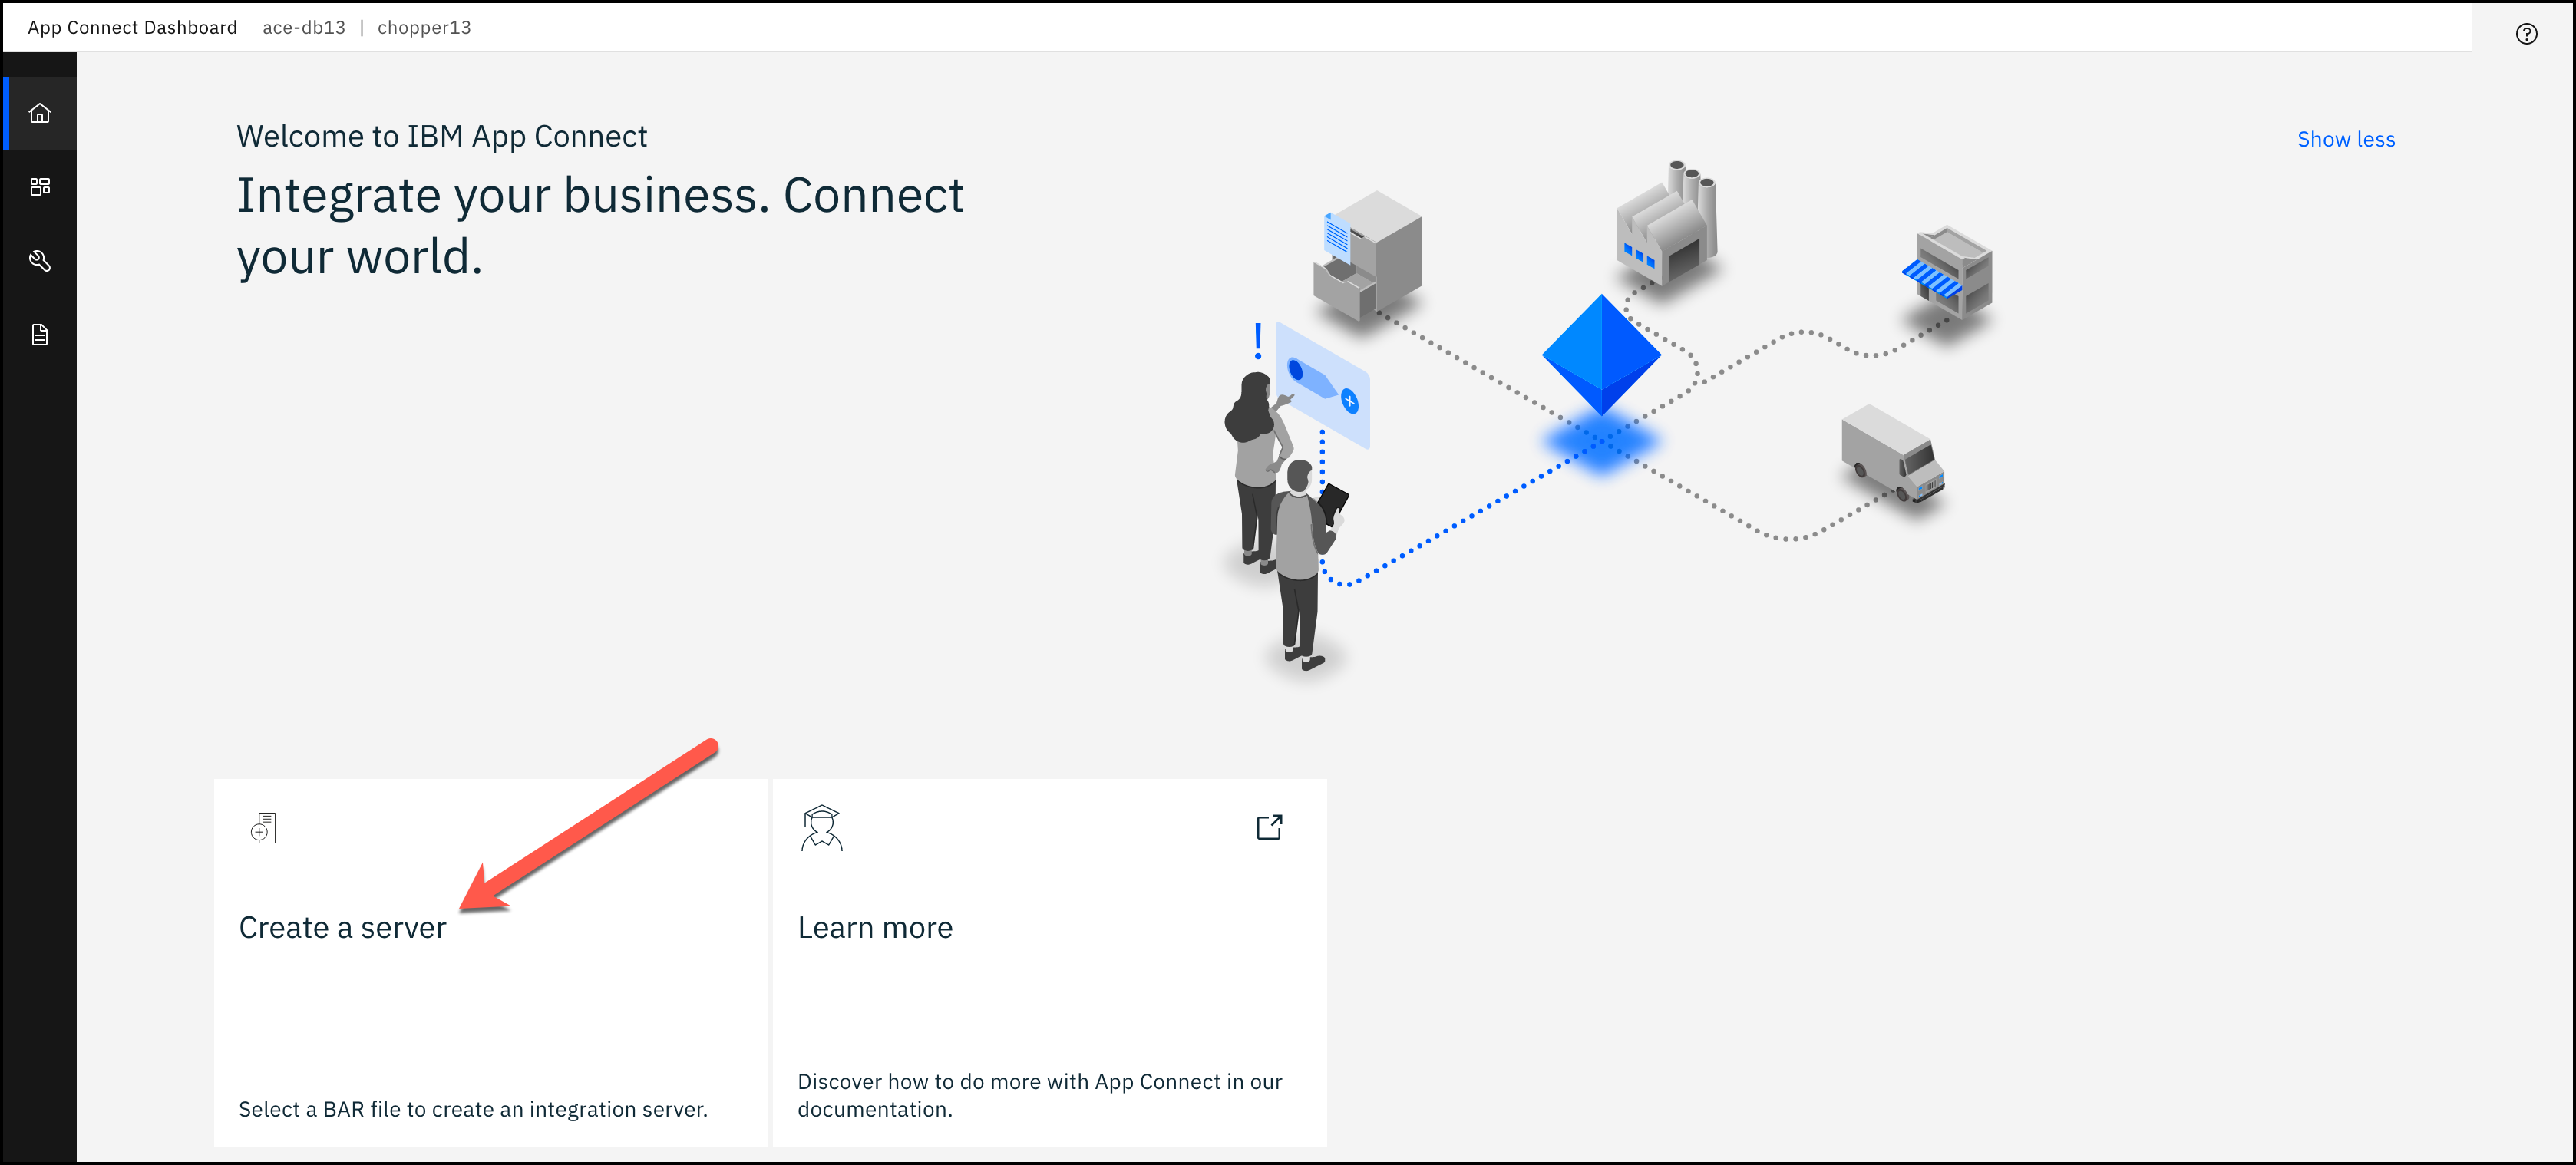 App Connect Dashboard ace-db13 | chopper13
Welcome to IBM App Connect
Show less
Integrate your business. Connect
your world.
!
Create a server
Select a BAR file to create an integration server.
Learn more
Discover how to do more with App Connect in our
documentation.